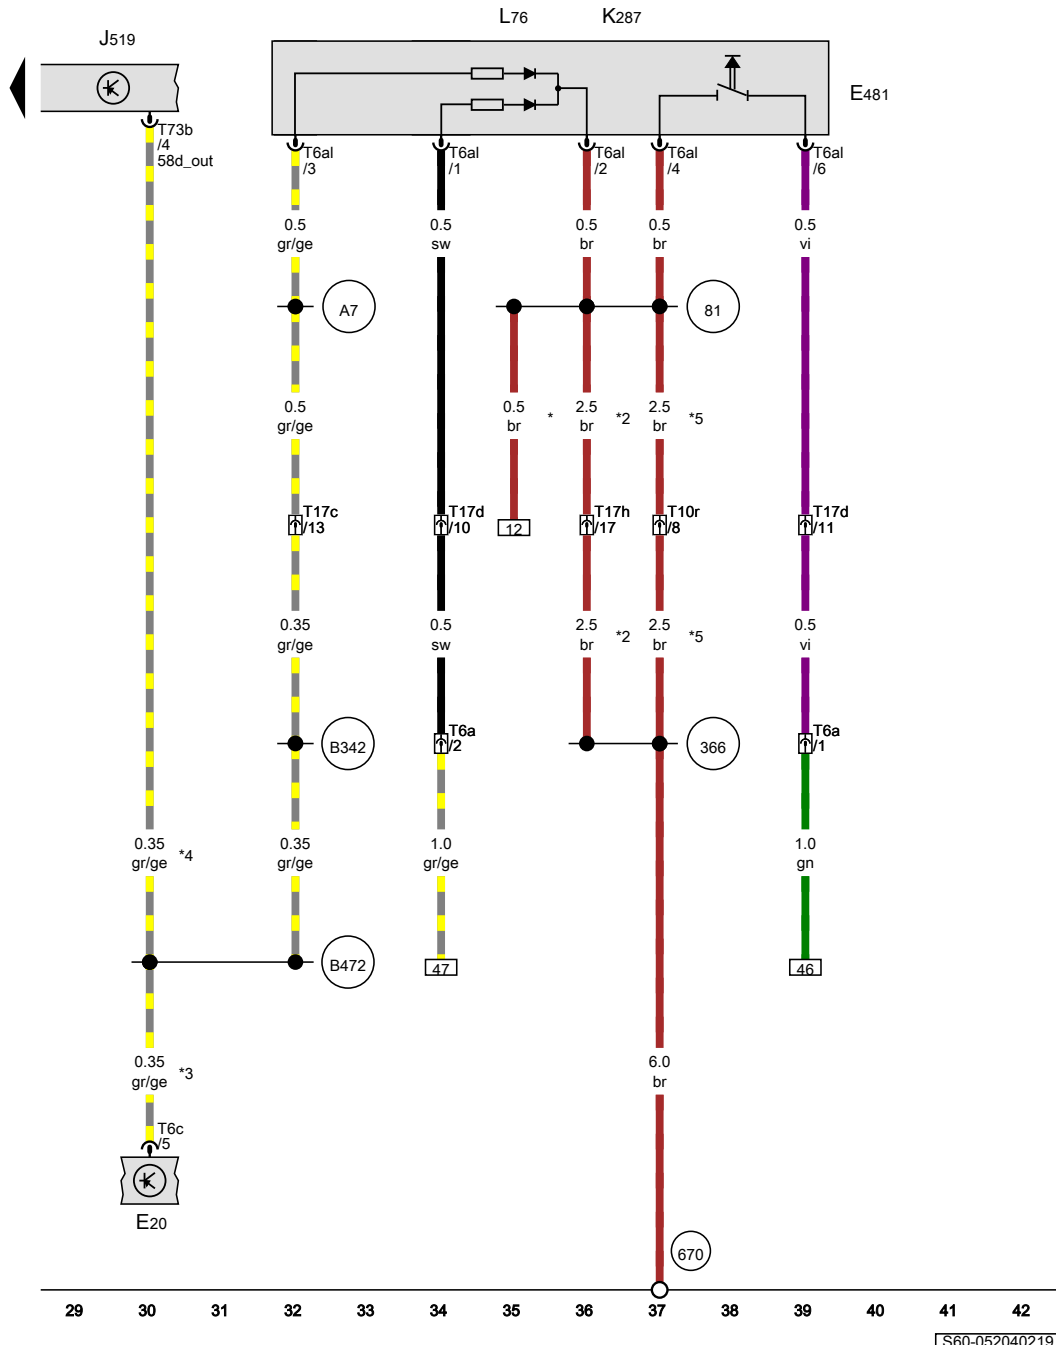 L76 K287
J519
E481
T73b
/4
58d_out
T6al
/3
T6al
/1
T6al
/2
T6al
/4
T6al
/6
0.5
gr/ge
0.5
sw
0.5
br
0.5
br
0.5
vi
A7
81
0.5
gr/ge
0.5
br
*
2.5
br
*2
2.5
br
*5
T17c
/13
T17d
/10
12
T17h
/17
T10r
/8
T17d
/11
0.35
gr/ge
0.5
sw
2.5
br
*2
2.5
br
*5
0.5
vi
B342
T6a
/2
366
T6a
/1
0.35
gr/ge
*4
0.35
gr/ge
1.0
gr/ge
1.0
gn
B472
47
46
0.35
gr/ge
*3
6.0
br
T6c
/5
E20
670
29 30 31 32 33 34 35 36 37 38 39 40 41 42
S60-052040219